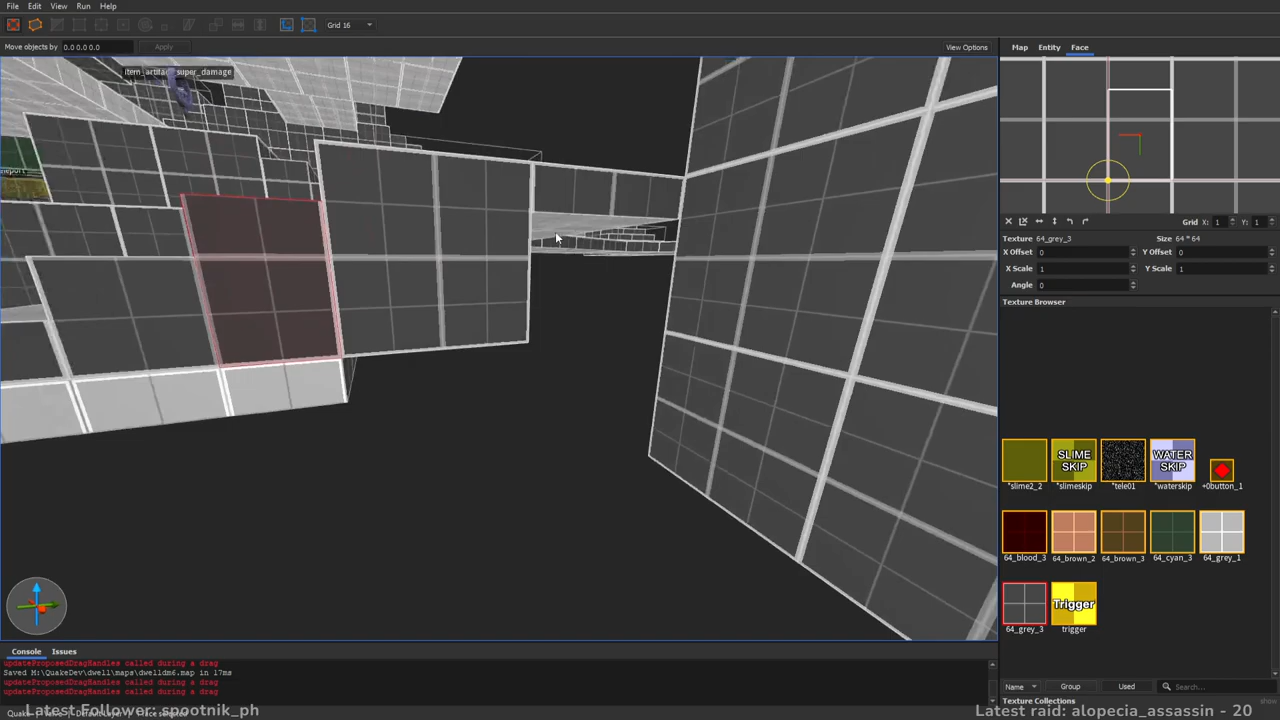 File Edit View Run Help
Grid 16
Move objects by 0.0 0.0 0.0 Apply View Options
Map Entity Face
super_damage
Grid X: 1 Y: 1
Texture 64_grey_3 Size 64 * 64
X Offset 0 Y Offset 0
X Scale 1 Y Scale 1
Angle 0
Texture Browser
SLIME SKIP WATER SKIP
*slime2_2 *slimeskip *tele01 *waterskip +0button_1
64_blood_3 64_brown_2 64_brown_3 64_cyan_3 64_grey_1
Trigger
64_grey_3 trigger
Console Issues
updateProposedDragHandles called during a drag
Saved M:\QuakeDev\dwell\maps\dwelldm6.map in 17ms
updateProposedDragHandles called during a drag
updateProposedDragHandles called during a drag
Name Group Used Search...
Texture Collections show
Latest Follower: spootnik_ph
Latest raid: alopecia_assassin - 20